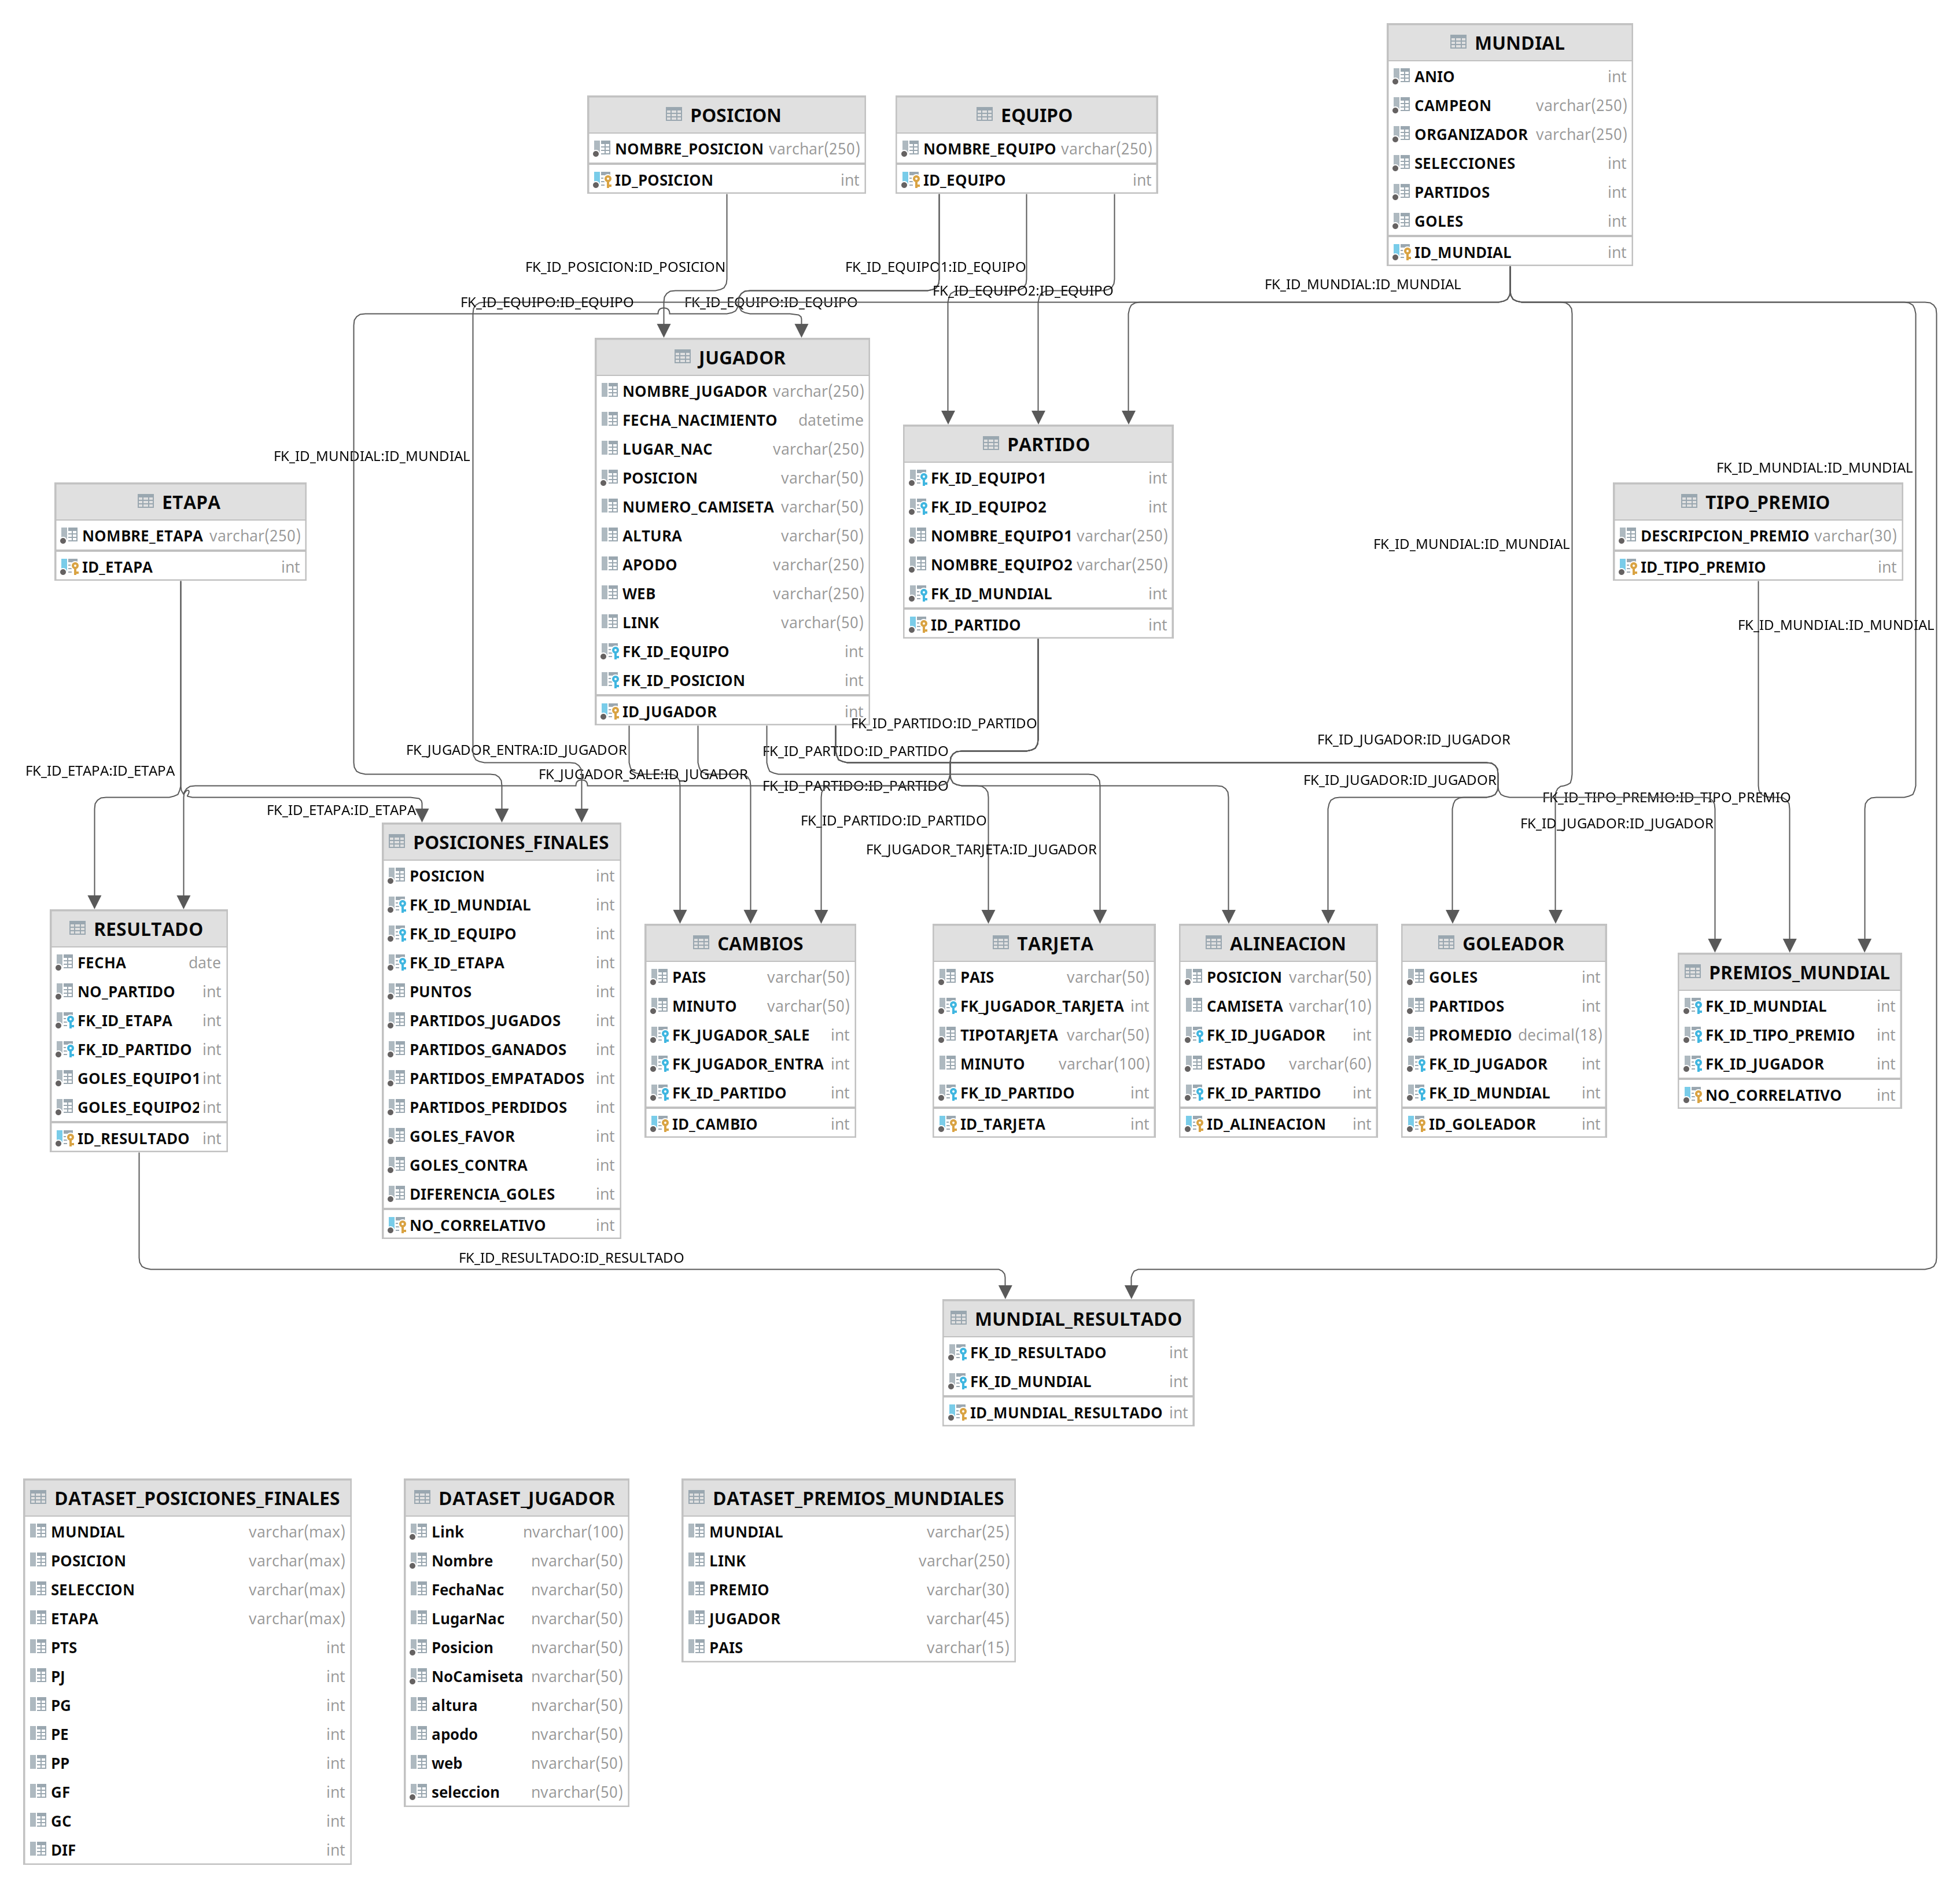 MUNDIAL
ANIO int
CAMPEON varchar(250)
ORGANIZADOR varchar(250)
SELECCIONES int
PARTIDOS int
GOLES int
ID_MUNDIAL int
POSICION
NOMBRE_POSICION varchar(250)
ID_POSICION int
EQUIPO
NOMBRE_EQUIPO varchar(250)
ID_EQUIPO int
FK_ID_POSICION:ID_POSICION
FK_ID_EQUIPO1:ID_EQUIPO
FK_ID_EQUIPO2:ID_EQUIPO
FK_ID_MUNDIAL:ID_MUNDIAL
FK_ID_EQUIPO:ID_EQUIPO
FK_ID_EQUIPO:ID_EQUIPO
JUGADOR
NOMBRE_JUGADOR varchar(250)
FECHA_NACIMIENTO datetime
LUGAR_NAC varchar(250)
POSICION varchar(50)
NUMERO_CAMISETA varchar(50)
ALTURA varchar(50)
APODO varchar(250)
WEB varchar(250)
LINK varchar(50)
FK_ID_EQUIPO int
FK_ID_POSICION int
ID_JUGADOR int
PARTIDO
FK_ID_EQUIPO1 int
FK_ID_EQUIPO2 int
NOMBRE_EQUIPO1 varchar(250)
NOMBRE_EQUIPO2 varchar(250)
FK_ID_MUNDIAL int
ID_PARTIDO int
FK_ID_MUNDIAL:ID_MUNDIAL
FK_ID_MUNDIAL:ID_MUNDIAL
FK_ID_MUNDIAL:ID_MUNDIAL
FK_ID_MUNDIAL:ID_MUNDIAL
ETAPA
NOMBRE_ETAPA varchar(250)
ID_ETAPA int
TIPO_PREMIO
DESCRIPCION_PREMIO varchar(30)
ID_TIPO_PREMIO int
FK_ID_PARTIDO:ID_PARTIDO
FK_JUGADOR_ENTRA:ID_JUGADOR
FK_ID_PARTIDO:ID_PARTIDO
FK_ID_JUGADOR:ID_JUGADOR
FK_ID_ETAPA:ID_ETAPA
FK_JUGADOR_SALE:ID_JUGADOR
FK_ID_PARTIDO:ID_PARTIDO
FK_ID_JUGADOR:ID_JUGADOR
FK_ID_TIPO_PREMIO:ID_TIPO_PREMIO
FK_ID_ETAPA:ID_ETAPA
FK_ID_PARTIDO:ID_PARTIDO
FK_ID_JUGADOR:ID_JUGADOR
FK_JUGADOR_TARJETA:ID_JUGADOR
RESULTADO
FECHA date
NO_PARTIDO int
FK_ID_ETAPA int
FK_ID_PARTIDO int
GOLES_EQUIPO1 int
GOLES_EQUIPO2 int
ID_RESULTADO int
POSICIONES_FINALES
POSICION int
FK_ID_MUNDIAL int
FK_ID_EQUIPO int
FK_ID_ETAPA int
PUNTOS int
PARTIDOS_JUGADOS int
PARTIDOS_GANADOS int
PARTIDOS_EMPATADOS int
PARTIDOS_PERDIDOS int
GOLES_FAVOR int
GOLES_CONTRA int
DIFERENCIA_GOLES int
NO_CORRELATIVO int
CAMBIOS
PAIS varchar(50)
MINUTO varchar(50)
FK_JUGADOR_SALE int
FK_JUGADOR_ENTRA int
FK_ID_PARTIDO int
ID_CAMBIO int
TARJETA
PAIS varchar(50)
FK_JUGADOR_TARJETA int
TIPOTARJETA varchar(50)
MINUTO varchar(100)
FK_ID_PARTIDO int
ID_TARJETA int
ALINEACION
POSICION varchar(50)
CAMISETA varchar(10)
FK_ID_JUGADOR int
ESTADO varchar(60)
FK_ID_PARTIDO int
ID_ALINEACION int
GOLEADOR
GOLES int
PARTIDOS int
PROMEDIO decimal(18)
FK_ID_JUGADOR int
FK_ID_MUNDIAL int
ID_GOLEADOR int
PREMIOS_MUNDIAL
FK_ID_MUNDIAL int
FK_ID_TIPO_PREMIO int
FK_ID_JUGADOR int
NO_CORRELATIVO int
FK_ID_RESULTADO:ID_RESULTADO
MUNDIAL_RESULTADO
FK_ID_RESULTADO int
FK_ID_MUNDIAL int
ID_MUNDIAL_RESULTADO int
DATASET_POSICIONES_FINALES
MUNDIAL varchar(max)
POSICION varchar(max)
SELECCION varchar(max)
ETAPA varchar(max)
PTS int
PJ int
PG int
PE int
PP int
GF int
GC int
DIF int
DATASET_JUGADOR
Link nvarchar(100)
Nombre nvarchar(50)
FechaNac nvarchar(50)
LugarNac nvarchar(50)
Posicion nvarchar(50)
NoCamiseta nvarchar(50)
altura nvarchar(50)
apodo nvarchar(50)
web nvarchar(50)
seleccion nvarchar(50)
DATASET_PREMIOS_MUNDIALES
MUNDIAL varchar(25)
LINK varchar(250)
PREMIO varchar(30)
JUGADOR varchar(45)
PAIS varchar(15)